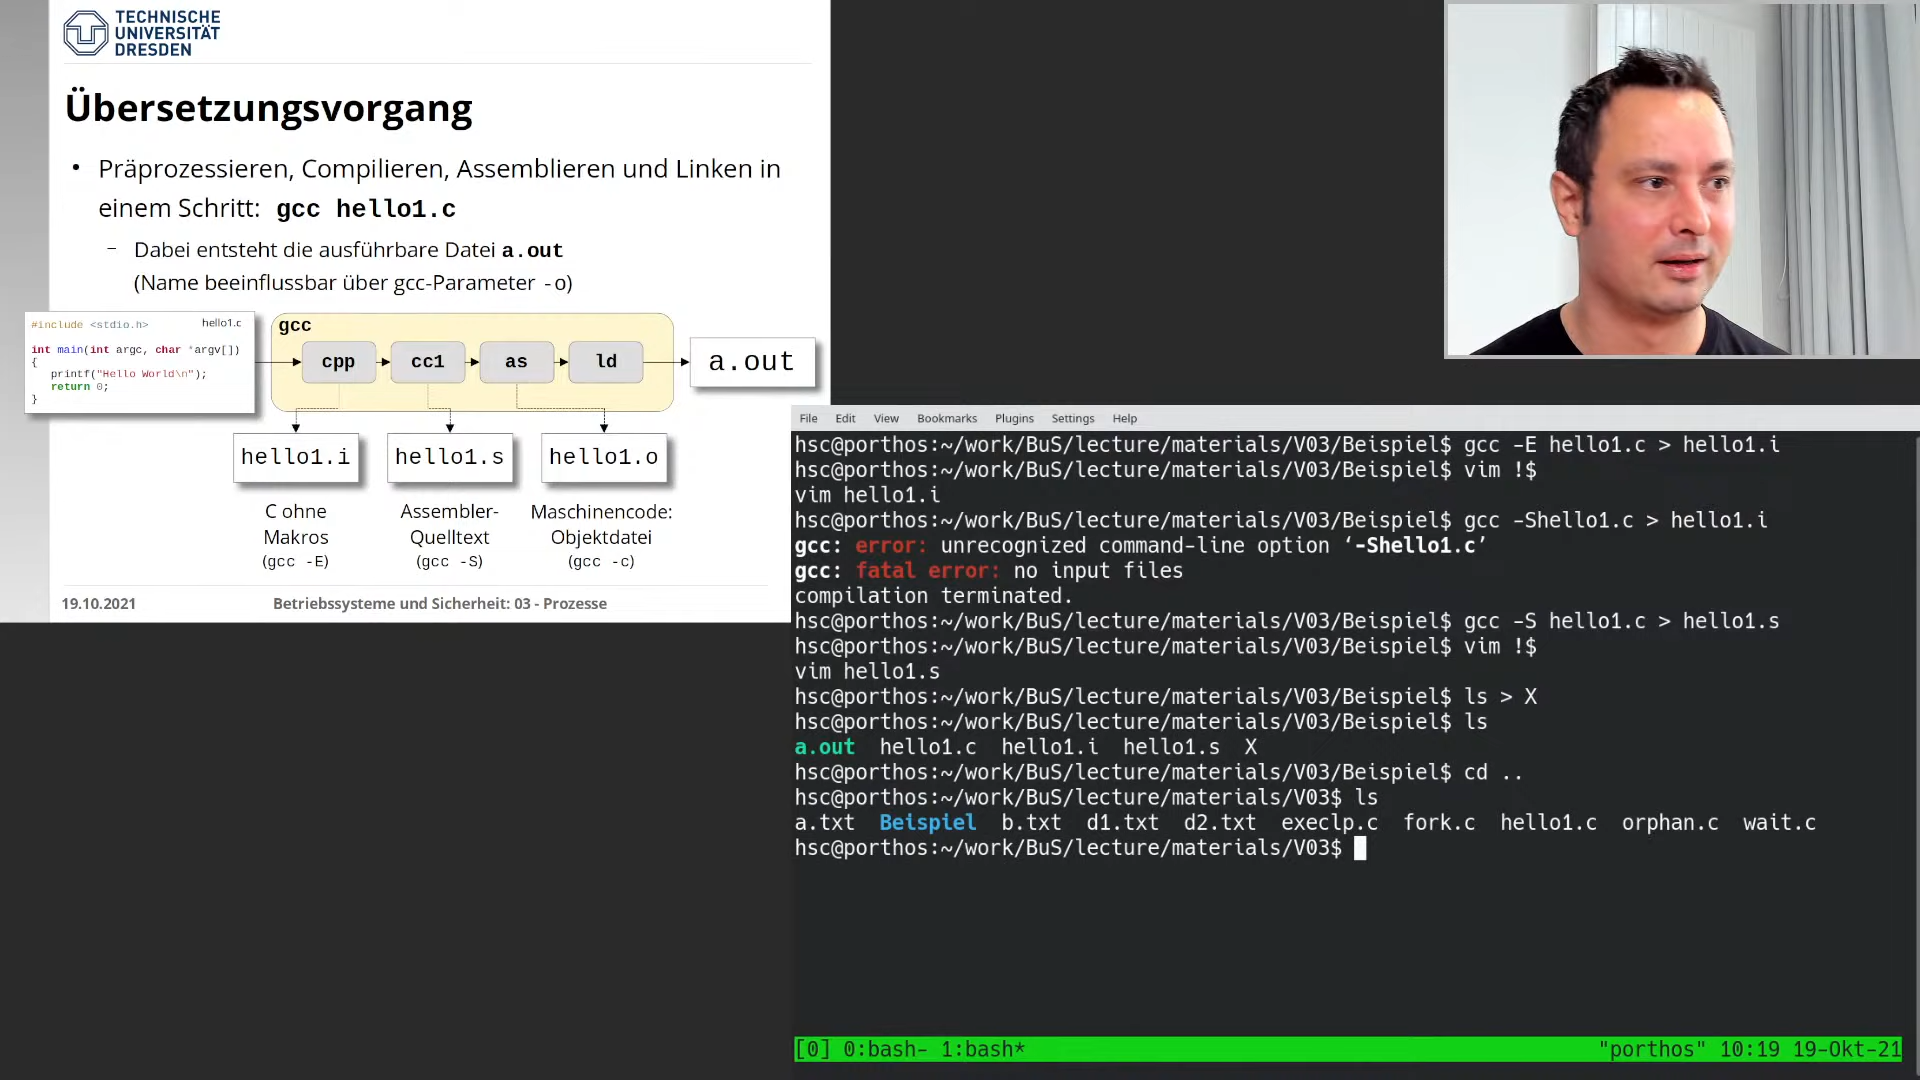 TECHNISCHE
UNIVERSITÄT
DRESDEN
Übersetzungsvorgang
• Präprozessieren, Compilieren, Assemblieren und Linken in
einem Schritt: gcc hello1.c
– Dabei entsteht die ausführbare Datei a.out
(Name beeinflussbar über gcc-Parameter -o)
#include <stdio.h> hello1.c
int main(int argc, char *argv[])
{
printf("Hello World\n");
return 0;
}
gcc
cpp cc1 as ld
a.out
hello1.i hello1.s hello1.o
C ohne
Makros
(gcc -E)
Assembler-
Quelltext
(gcc -S)
Maschinencode:
Objektdatei
(gcc -c)
19.10.2021 Betriebssysteme und Sicherheit: 03 - Prozesse
File Edit View Bookmarks Plugins Settings Help
hsc@porthos:~/work/BuS/lecture/materials/V03/Beispiel$ gcc -E hello1.c > hello1.i
hsc@porthos:~/work/BuS/lecture/materials/V03/Beispiel$ vim !$
vim hello1.i
hsc@porthos:~/work/BuS/lecture/materials/V03/Beispiel$ gcc -Shello1.c > hello1.i
gcc: error: unrecognized command-line option ‘-Shello1.c’
gcc: fatal error: no input files
compilation terminated.
hsc@porthos:~/work/BuS/lecture/materials/V03/Beispiel$ gcc -S hello1.c > hello1.s
hsc@porthos:~/work/BuS/lecture/materials/V03/Beispiel$ vim !$
vim hello1.s
hsc@porthos:~/work/BuS/lecture/materials/V03/Beispiel$ ls > X
hsc@porthos:~/work/BuS/lecture/materials/V03/Beispiel$ ls
a.out hello1.c hello1.i hello1.s X
hsc@porthos:~/work/BuS/lecture/materials/V03/Beispiel$ cd ..
hsc@porthos:~/work/BuS/lecture/materials/V03$ ls
a.txt Beispiel b.txt d1.txt d2.txt execlp.c fork.c hello1.c orphan.c wait.c
hsc@porthos:~/work/BuS/lecture/materials/V03$
[0] 0:bash- 1:bash* "porthos" 10:19 19-Okt-21